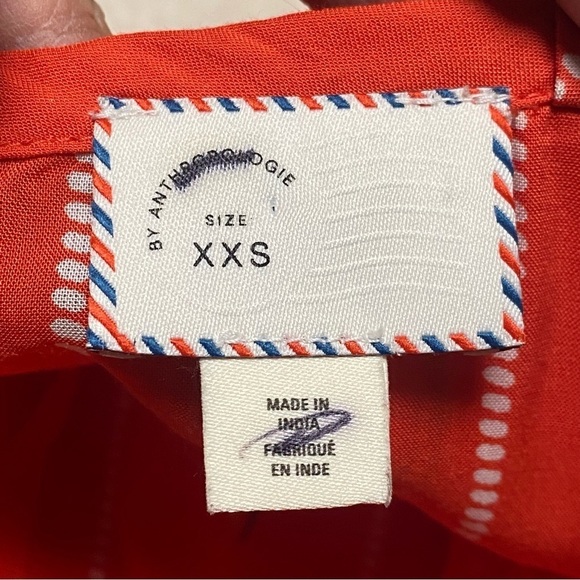 BY ANTHROPOLOGIE
SIZE
XXS
MADE IN
INDIA
FABRIQUÉ
EN INDE